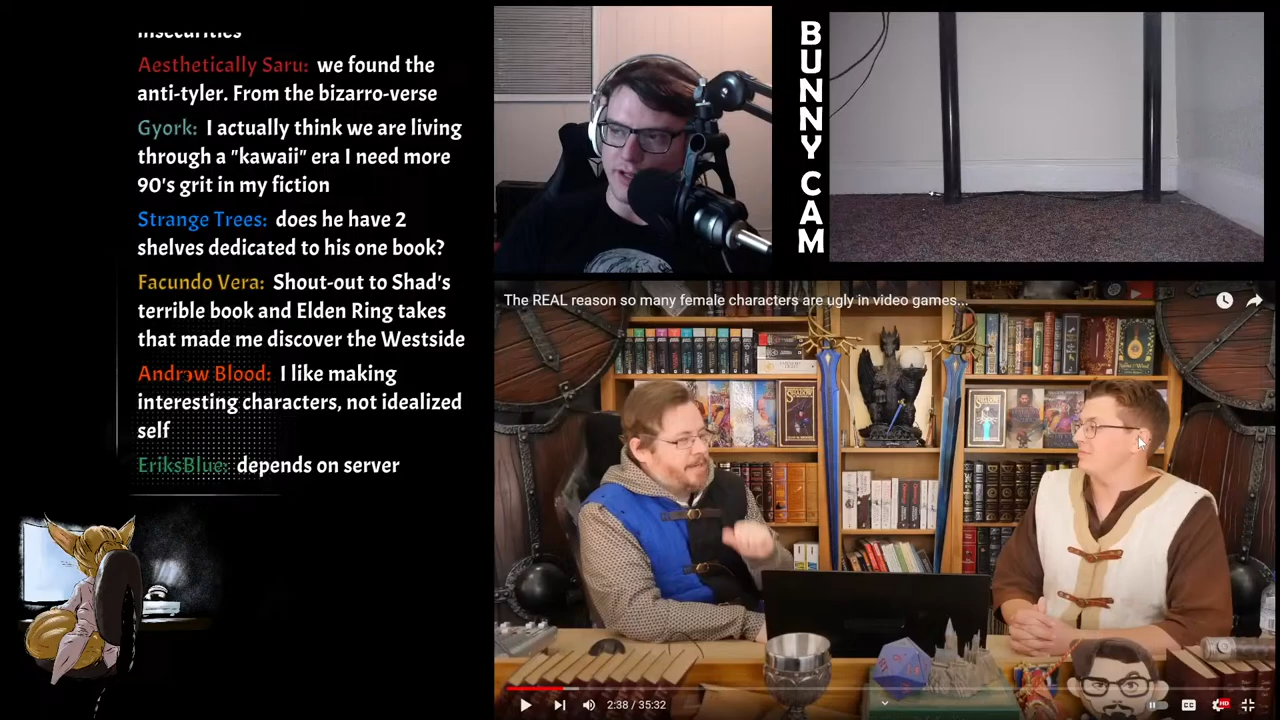 insecurities
Aesthetically Saru: we found the
anti-tyler. From the bizarro-verse
Gyork: I actually think we are living
through a "kawaii" era I need more
90's grit in my fiction
Strange Trees: does he have 2
shelves dedicated to his one book?
Facundo Vera: Shout-out to Shad's
terrible book and Elden Ring takes
that made me discover the Westside
Andraw Blood: I like making
interesting characters, not idealized
self
EriksBlue: depends on server
BUNNY CAM
The REAL reason so many female characters are ugly in video games...
2:38 / 35:32
CC
HD